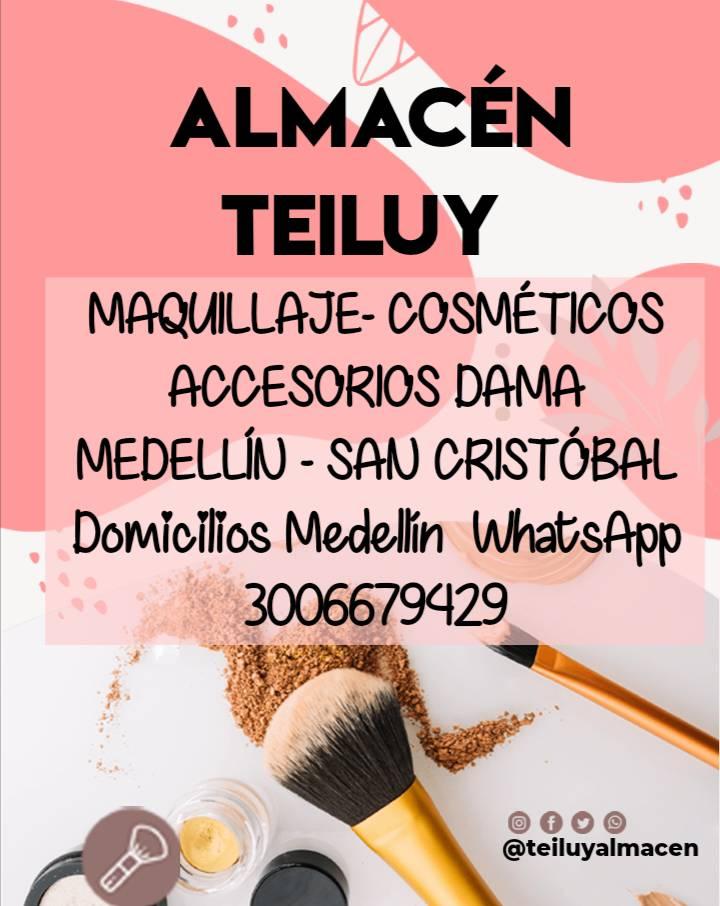 ALMACÉN
TEILUY
MAQUILLAJE- COSMÉTICOS
ACCESORIOS DAMA
MEDELLÍN - SAN CRISTÓBAL
Domicilios Medellín WhatsApp
3006679429
@teiluyalmacen